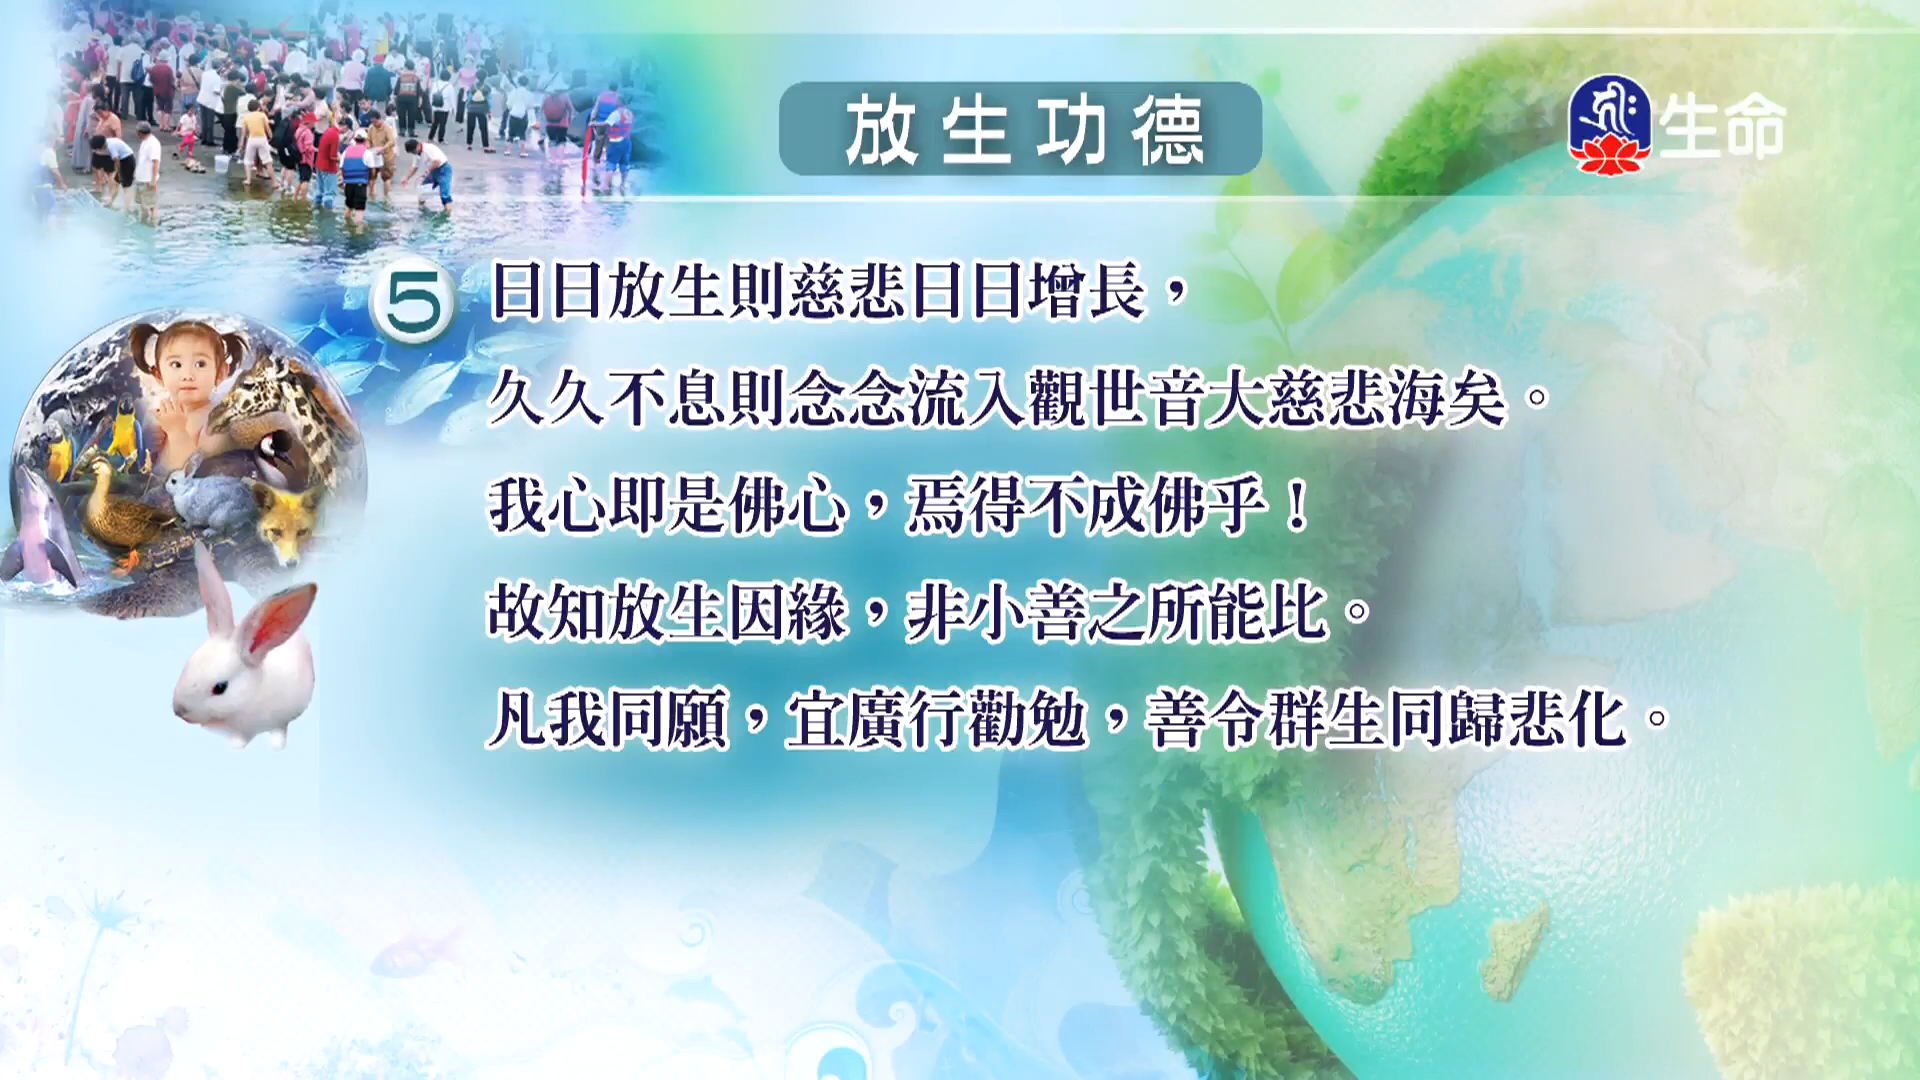 放生功德
生命
5 日日放生則慈悲日日增長，
久久不息則念念流入觀世音大慈悲海矣。
我心即是佛心，焉得不成佛乎！
故知放生因緣，非小善之所能比。
凡我同願，宜廣行勸勉，善令群生同歸悲化。